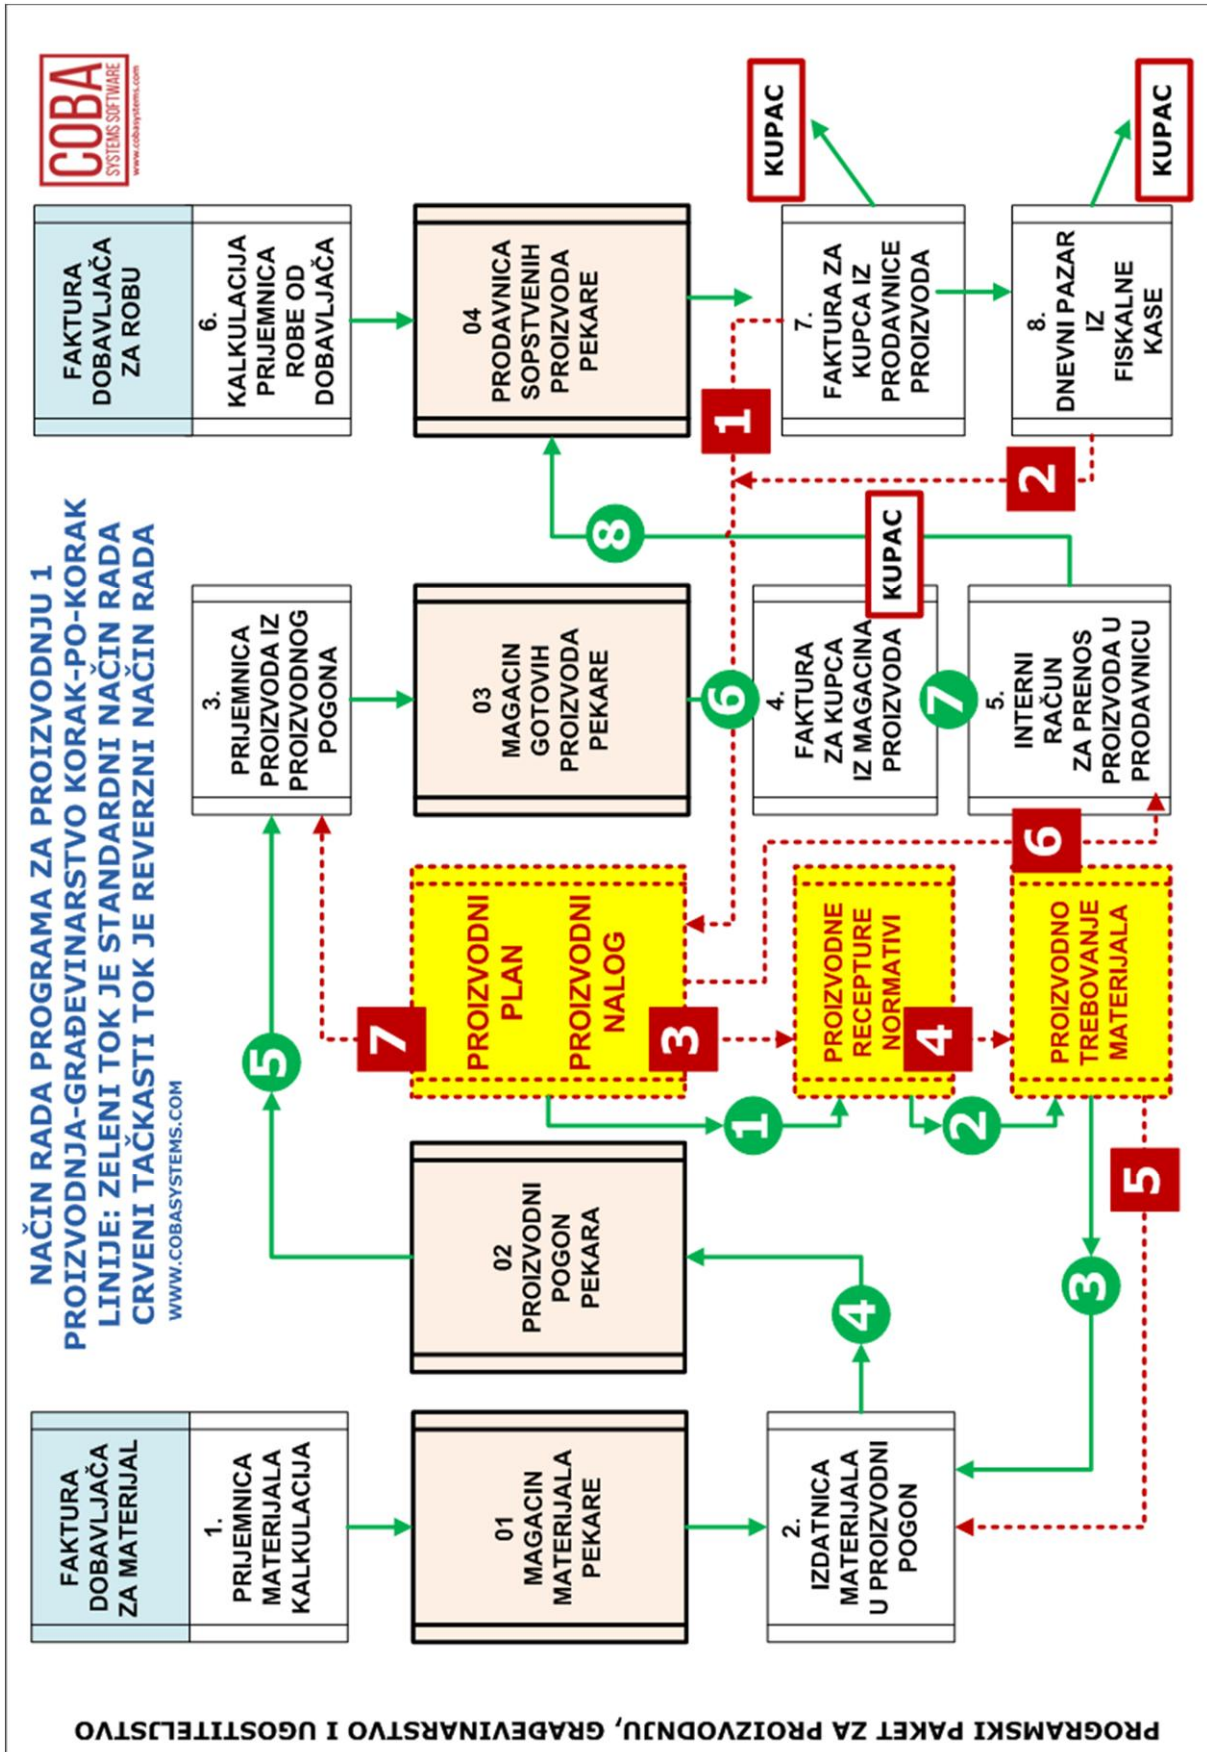 NAČIN RADA PROGRAMA ZA PROIZVODNJU 1
PROIZVODNJA-GRAĐEVINARSTVO KORAK-PO-KORAK
LINIJE: ZELENI TOK JE STANDARDNI NAČIN RADA
CRVENI TAČKASTI TOK JE REVERZNI NAČIN RADA
WWW.COBASYSTEMS.COM
COBA
SYSTEMS SOFTWARE
www.cobasystems.com
FAKTURA
DOBAVLJAČA
ZA MATERIJAL
1.
PRIJEMNICA
MATERIJALA
KALKULACIJA
01
MAGACIN
MATERIJALA
PEKARE
2.
IZDATNICA
MATERIJALA
U PROIZVODNI
POGON
02
PROIZVODNI
POGON
PEKARA
4
3
5
5
7
PROIZVODNI
PLAN
PROIZVODNI
NALOG
3
1
PROIZVODNE
RECEPTURE
NORMATIVI
4
2
PROIZVODNO
TREBOVANJE
MATERIJALA
6
3.
PRIJEMNICA
PROIZVODA IZ
PROIZVODNOG
POGONA
03
MAGACIN
GOTOVIH
PROIZVODA
PEKARE
6
4.
FAKTURA
ZA KUPCA
IZ MAGACINA
PROIZVODA
KUPAC
7
5.
INTERNI
RAČUN
ZA PRENOS
PROIZVODA U
PRODAVNICU
8
1
2
FAKTURA
DOBAVLJAČA
ZA ROBU
6.
KALKULACIJA
PRIJEMNICA
ROBE OD
DOBAVLJAČA
04
PRODAVNICA
SOPSTVENIH
PROIZVODA
PEKARE
7.
FAKTURA ZA
KUPCA IZ
PRODAVNICE
PROIZVODA
KUPAC
8.
DNEVNI PAZAR
IZ
FISKALNE
KASE
KUPAC
PROGRAMSKI PAKET ZA PROIZVODNJU, GRAĐEVINARSTVO I UGOSTITELJSTVO